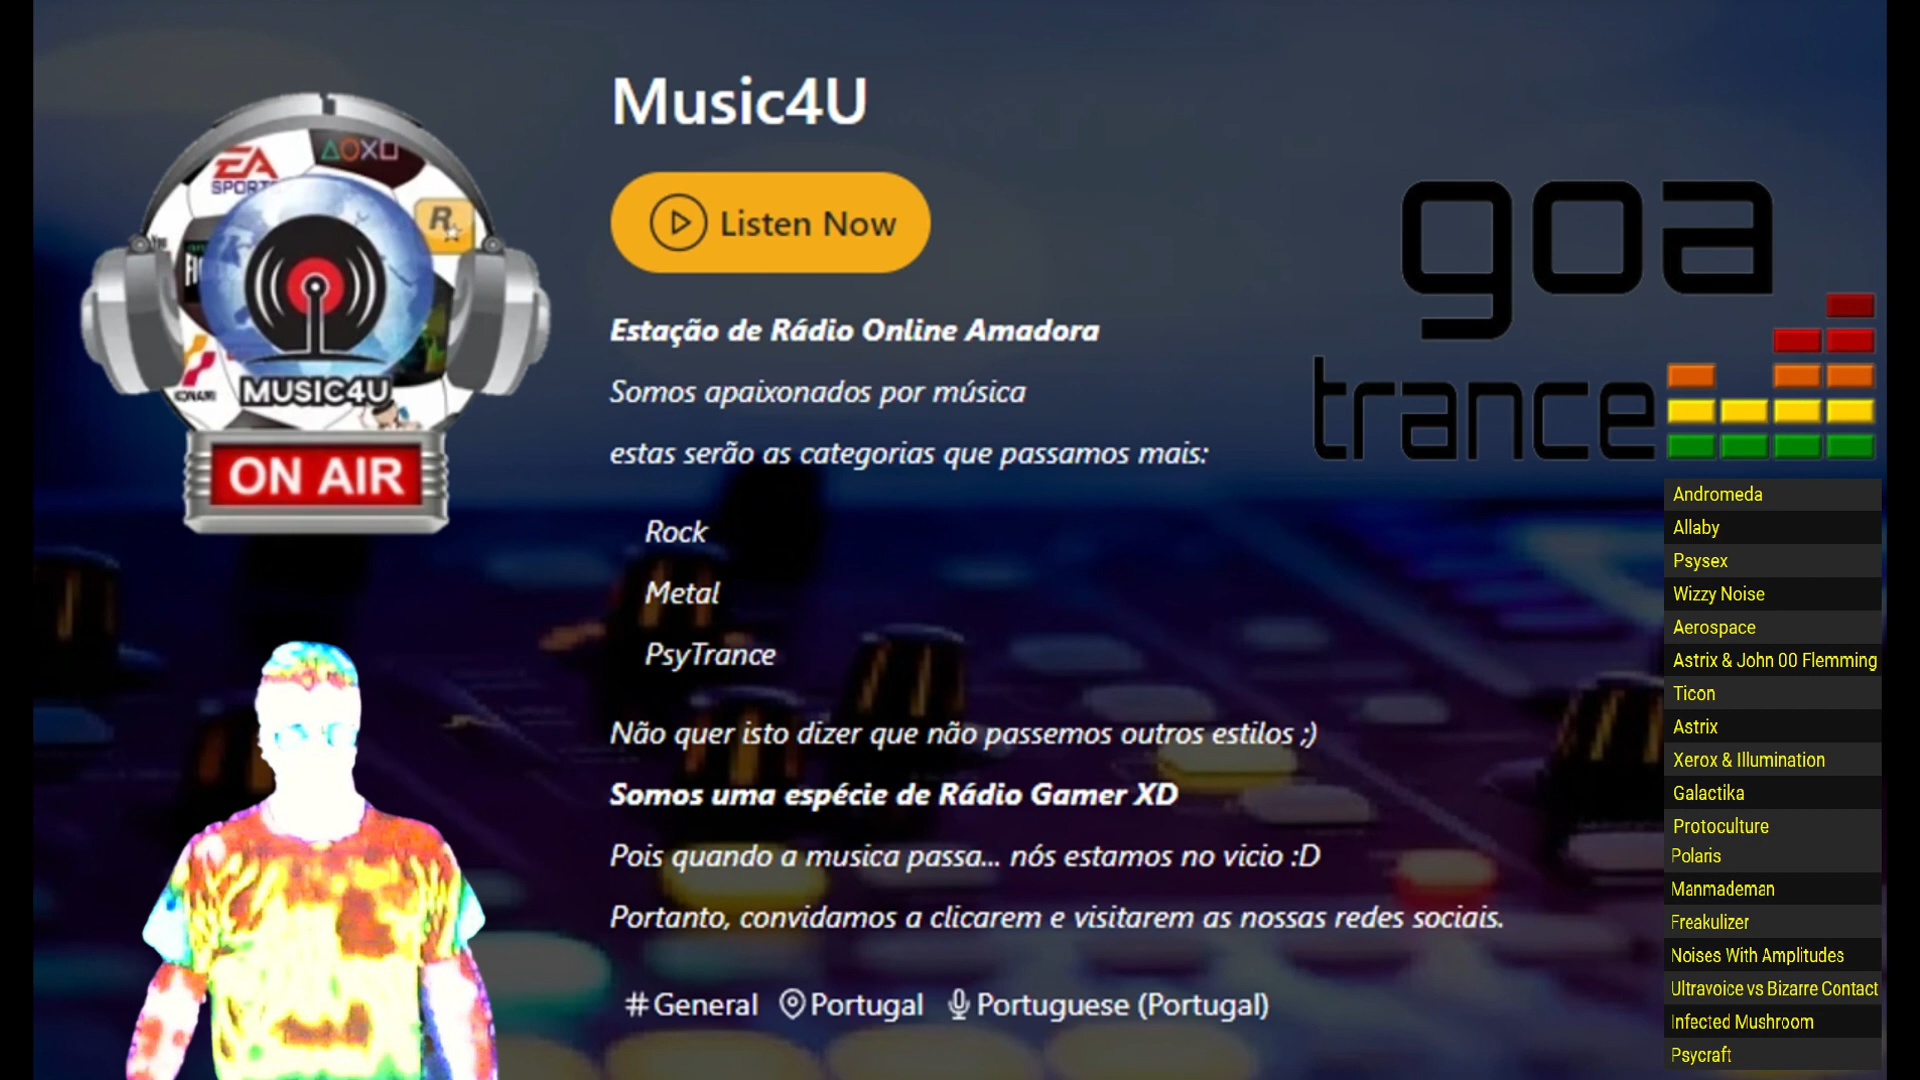 Music4U
Listen Now
EA
SPORTS
R
KONAMI
MUSIC4U
ON AIR
Estação de Rádio Online Amadora
Somos apaixonados por música
estas serão as categorias que passamos mais:
Rock
Metal
PsyTrance
Não quer isto dizer que não passemos outros estilos ;)
Somos uma espécie de Rádio Gamer XD
Pois quando a musica passa... nós estamos no vicio :D
Portanto, convidamos a clicarem e visitarem as nossas redes sociais.
#General Portugal Portuguese (Portugal)
goa
trance
Andromeda
Allaby
Psysex
Wizzy Noise
Aerospace
Astrix & John 00 Flemming
Ticon
Astrix
Xerox & Illumination
Galactika
Protoculture
Polaris
Manmademan
Freakulizer
Noises With Amplitudes
Ultravoice vs Bizarre Contact
Infected Mushroom
Psycraft